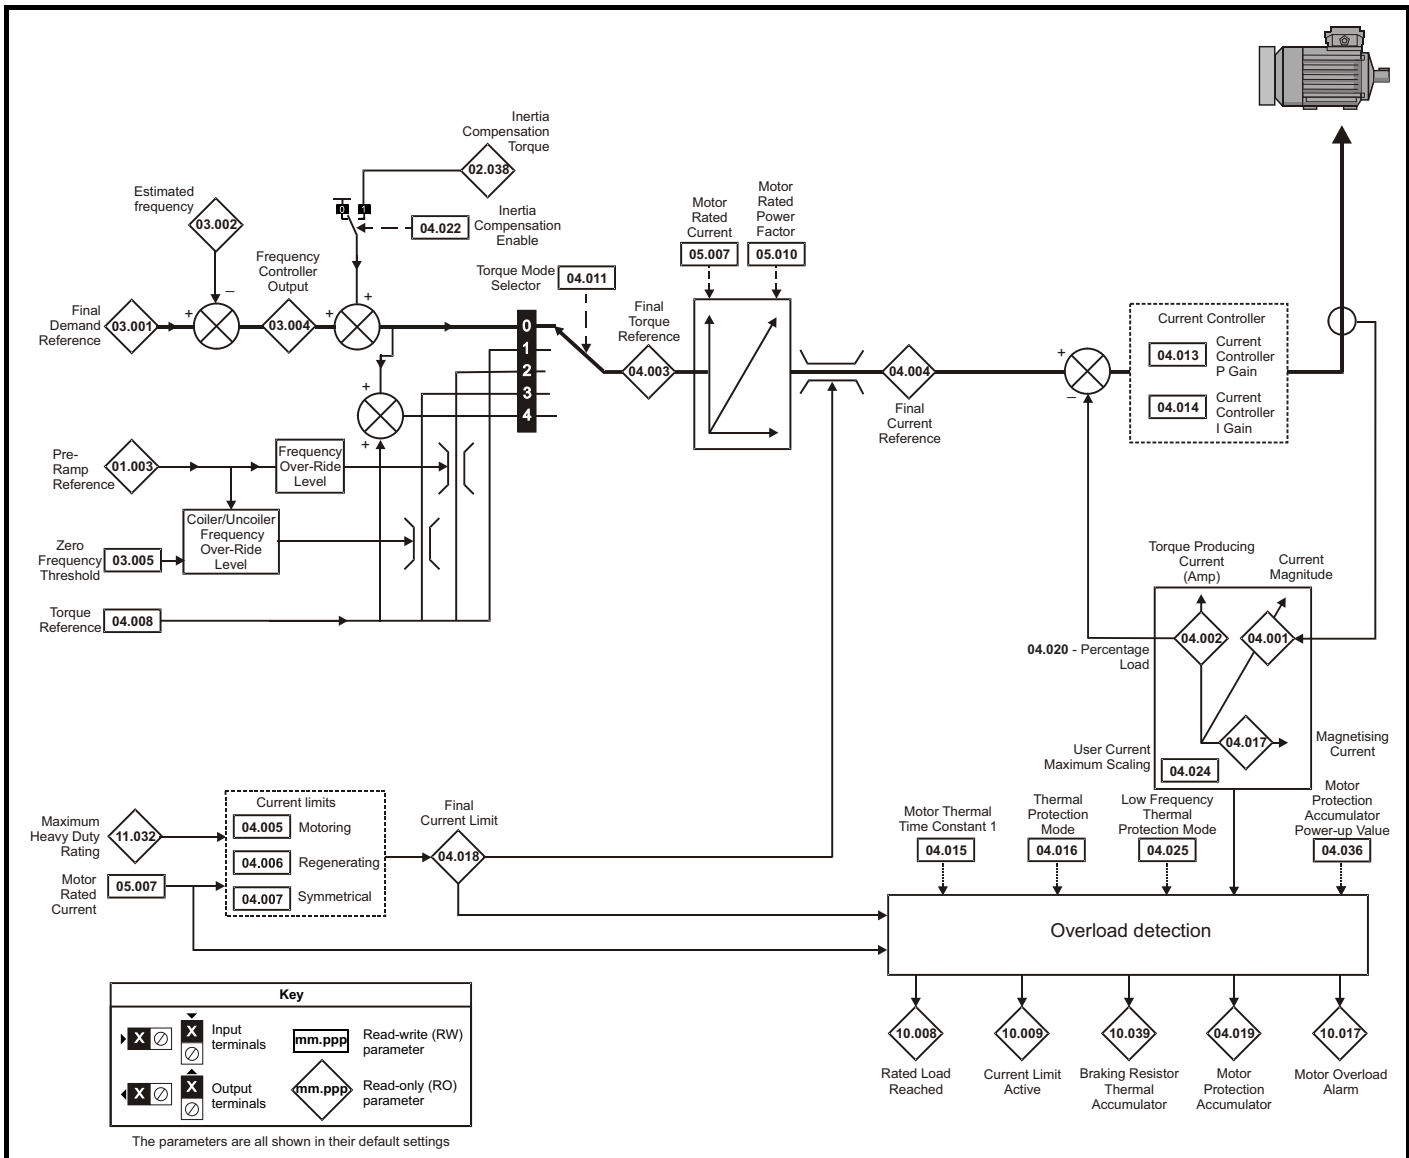 Inertia
Compensation
Torque
02.038
Estimated
frequency
03.002
0 1
04.022
Inertia
Compensation
Enable
Frequency
Controller
Output
Final
Demand
Reference
03.001
–
+
03.004
+
+
Torque Mode
Selector
04.011
0
1
2
3
4
+
+
Final
Torque
Reference
04.003
Motor
Rated
Current
05.007
Motor
Rated
Power
Factor
05.010
04.004
Final
Current
Reference
+
–
Current Controller
04.013
Current
Controller
P Gain
04.014
Current
Controller
I Gain
Pre-
Ramp
Reference
01.003
Frequency
Over-Ride
Level
Coiler/Uncoiler
Frequency
Over-Ride
Level
Zero
Frequency
Threshold
03.005
Torque
Reference
04.008
Torque Producing
Current
(Amp)
Current
Magnitude
04.002
04.001
04.020 - Percentage
Load
04.017
Magnetising
Current
User Current
Maximum Scaling
04.024
Maximum
Heavy Duty
Rating
11.032
Motor
Rated
Current
05.007
Current limits
04.005 Motoring
04.006 Regenerating
04.007 Symmetrical
Final
Current Limit
04.018
Motor Thermal
Time Constant 1
04.015
Thermal
Protection
Mode
04.016
Low Frequency
Thermal
Protection Mode
04.025
Motor
Protection
Accumulator
Power-up Value
04.036
Overload detection
10.008
Rated Load
Reached
10.009
Current Limit
Active
10.039
Braking Resistor
Thermal
Accumulator
04.019
Motor
Protection
Accumulator
10.017
Motor Overload
Alarm
Key
X
X
Input
terminals
mm.ppp
Read-write (RW)
parameter
X
X
Output
terminals
mm.ppp
Read-only (RO)
parameter
The parameters are all shown in their default settings